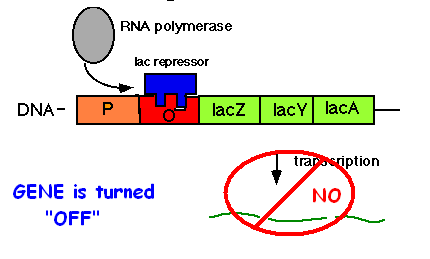 RNA polymerase
lac repressor
DNA-
P
O
lacZ
lacY
lacA
transcription
GENE is turned
"OFF"
NO